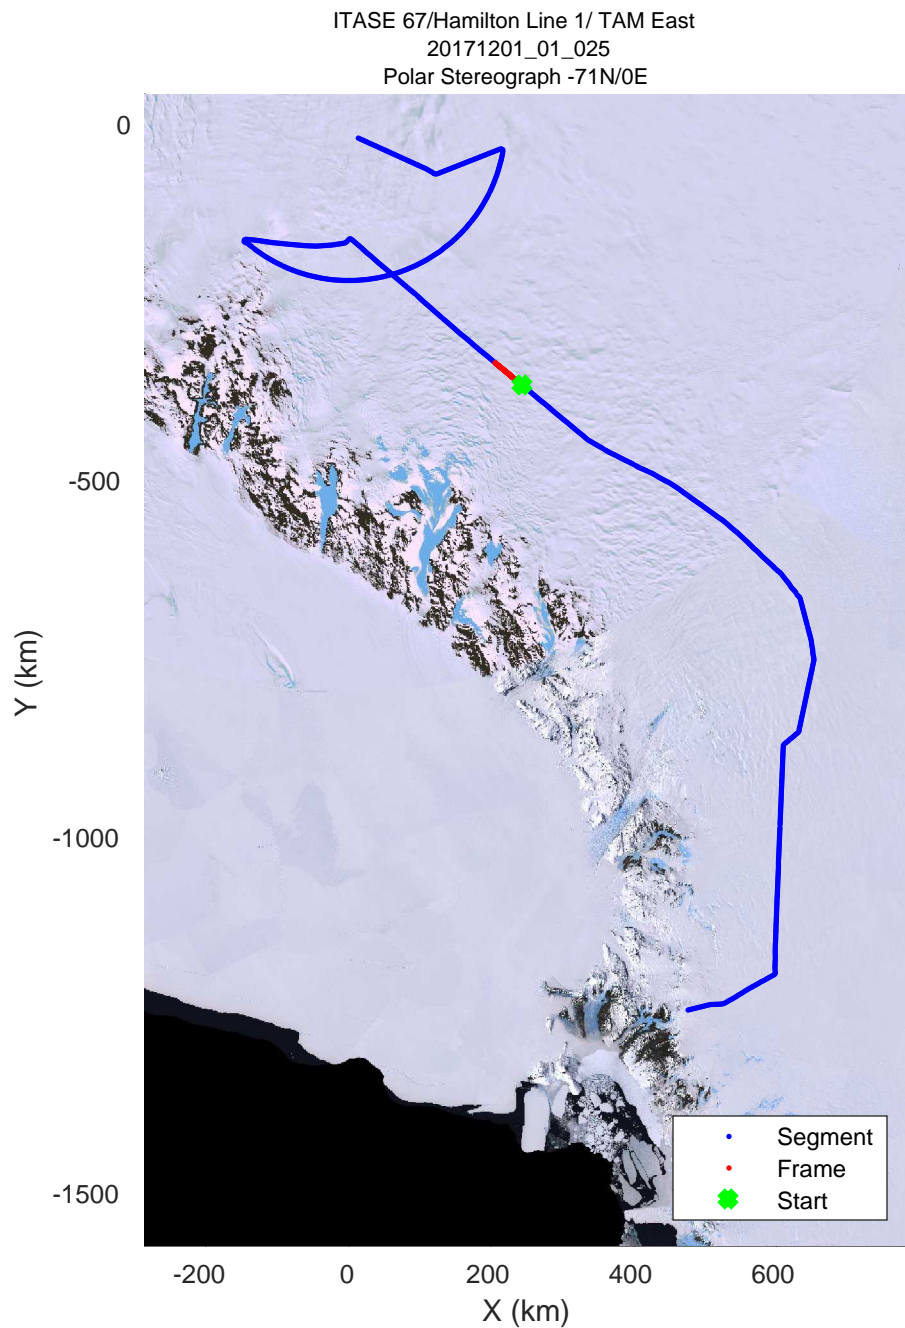 ITASE 67/Hamilton Line 1/ TAM East
20171201_01_025
Polar Stereograph -71N/0E
0
-500
-1000
-1500
Y (km)
-200 0 200 400 600
X (km)
Segment
Frame
Start